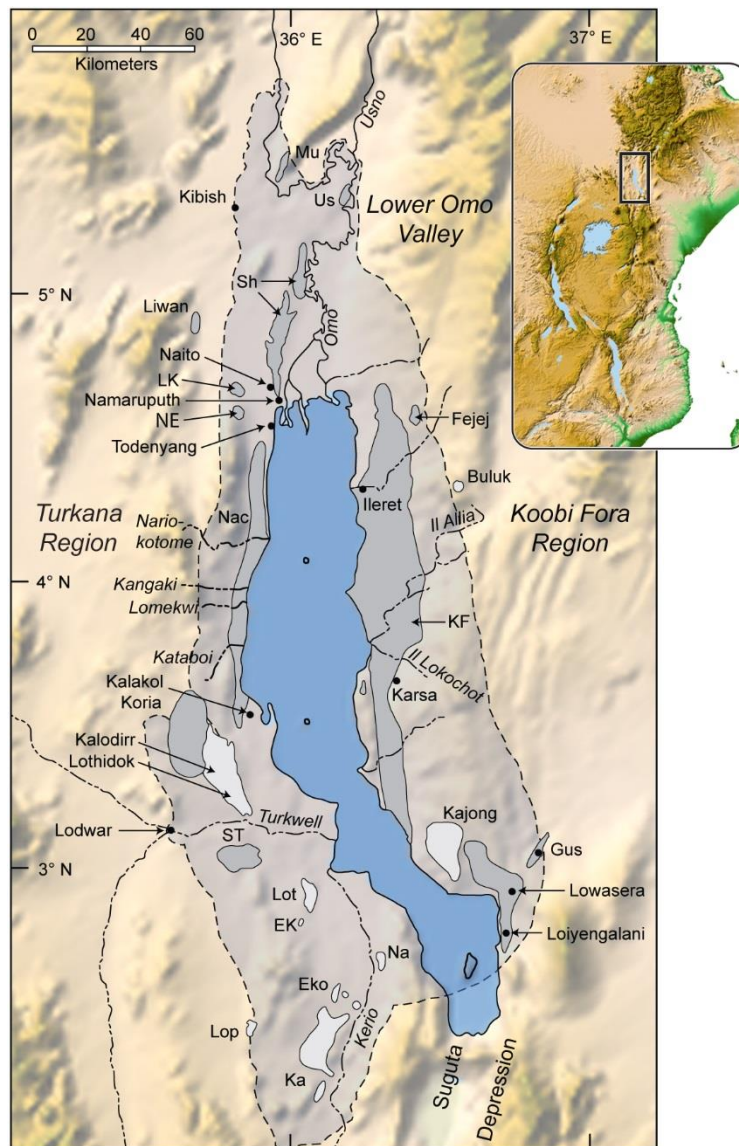 36° E
37° E
0 20 40 60
Kilometers
Usno
Mu
Kibish
Us
Lower Omo
Valley
Sh
5° N
Liwan
Omo
Naito
LK
Namaruputh
NE
Fejej
Todenyang
Buluk
Ileret
Nac
Turkana
Region
Il Allia
Koobi Fora
Region
Nario-
kotome
4° N
Kangaki
Lomekwi
KF
Kataboi
Il Lokochot
Kalakol
Karsa
Koria
Kalodirr
Lothidok
Turkwell
Kajong
Lodwar
ST
Gus
3° N
Lot
Lowasera
EK
Loiyengalani
Na
Eko
Kerio
Lop
Ka
Suguta
Depression